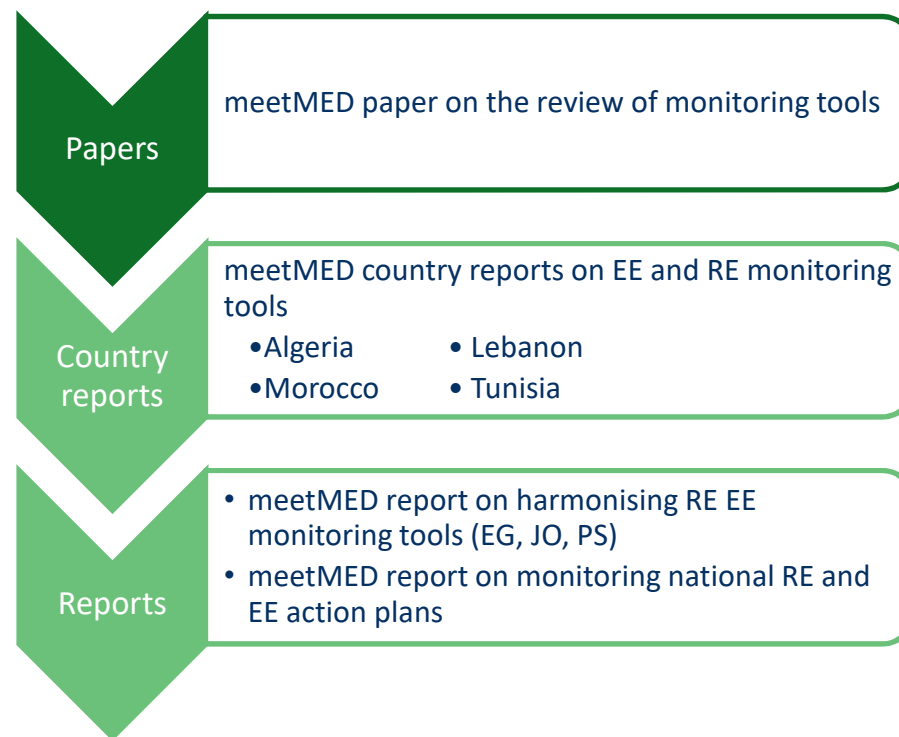 Papers
meetMED paper on the review of monitoring tools
Country
reports
meetMED country reports on EE and RE monitoring
tools
•Algeria • Lebanon
•Morocco • Tunisia
Reports
• meetMED report on harmonising RE EE
monitoring tools (EG, JO, PS)
• meetMED report on monitoring national RE and
EE action plans